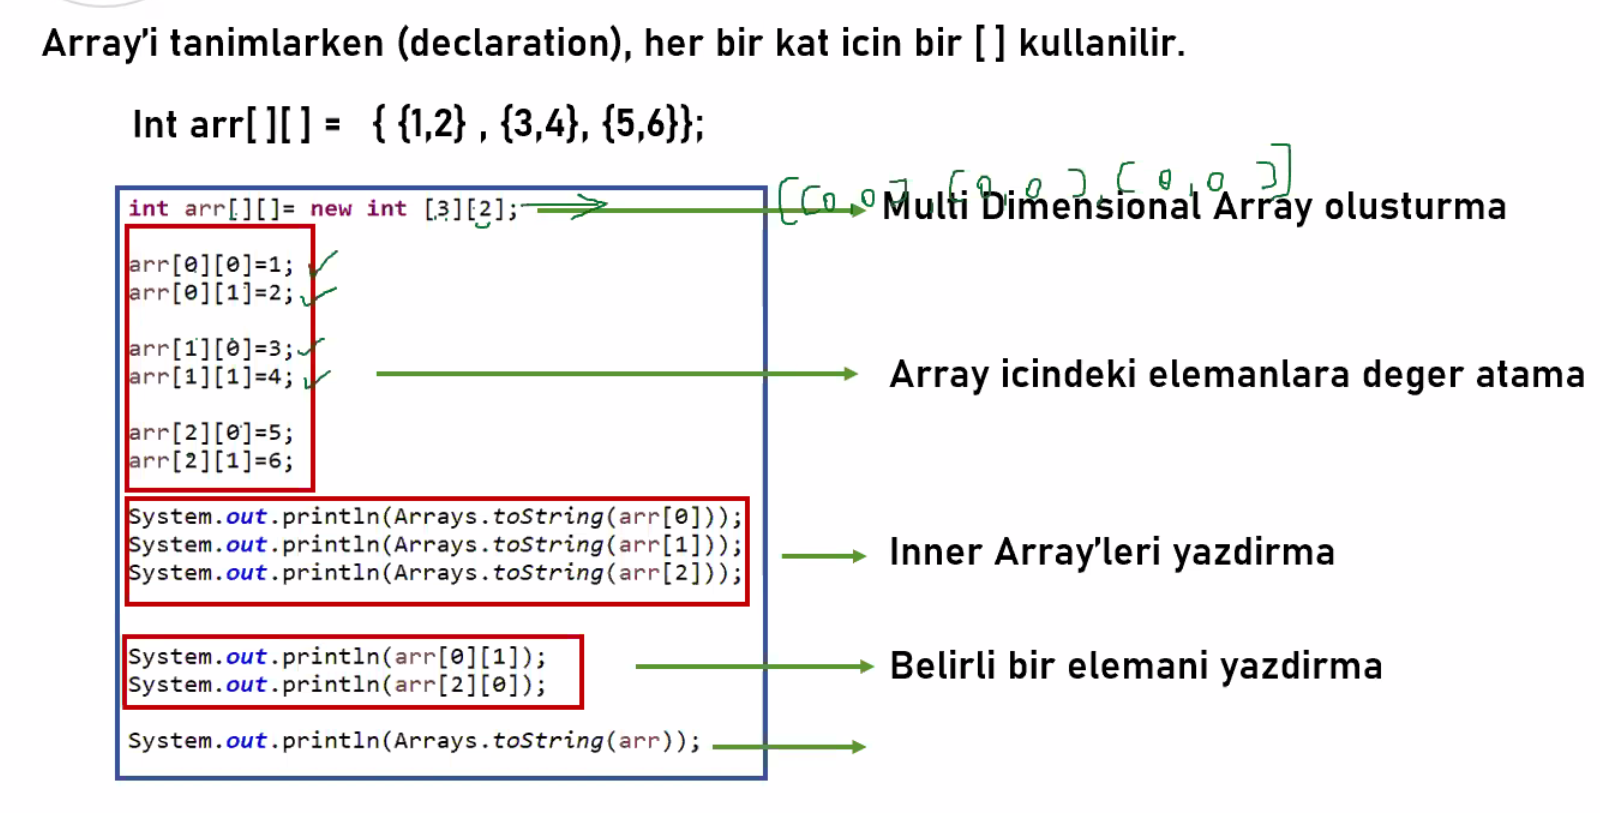 Array'i tanimlarken (declaration), her bir kat icin bir [ ] kullanilir.
Int arr[ ][ ] = { {1,2} , {3,4}, {5,6}};
[[0,0],[0,0],[0,0]]
int arr[][]= new int [3][2];
Multi Dimensional Array olusturma
arr[0][0]=1;
arr[0][1]=2;
arr[1][0]=3;
arr[1][1]=4;
Array icindeki elemanlara deger atama
arr[2][0]=5;
arr[2][1]=6;
System.out.println(Arrays.toString(arr[0]));
System.out.println(Arrays.toString(arr[1]));
Inner Array'leri yazdirma
System.out.println(Arrays.toString(arr[2]));
System.out.println(arr[0][1]);
Belirli bir elemani yazdirma
System.out.println(arr[2][0]);
System.out.println(Arrays.toString(arr));